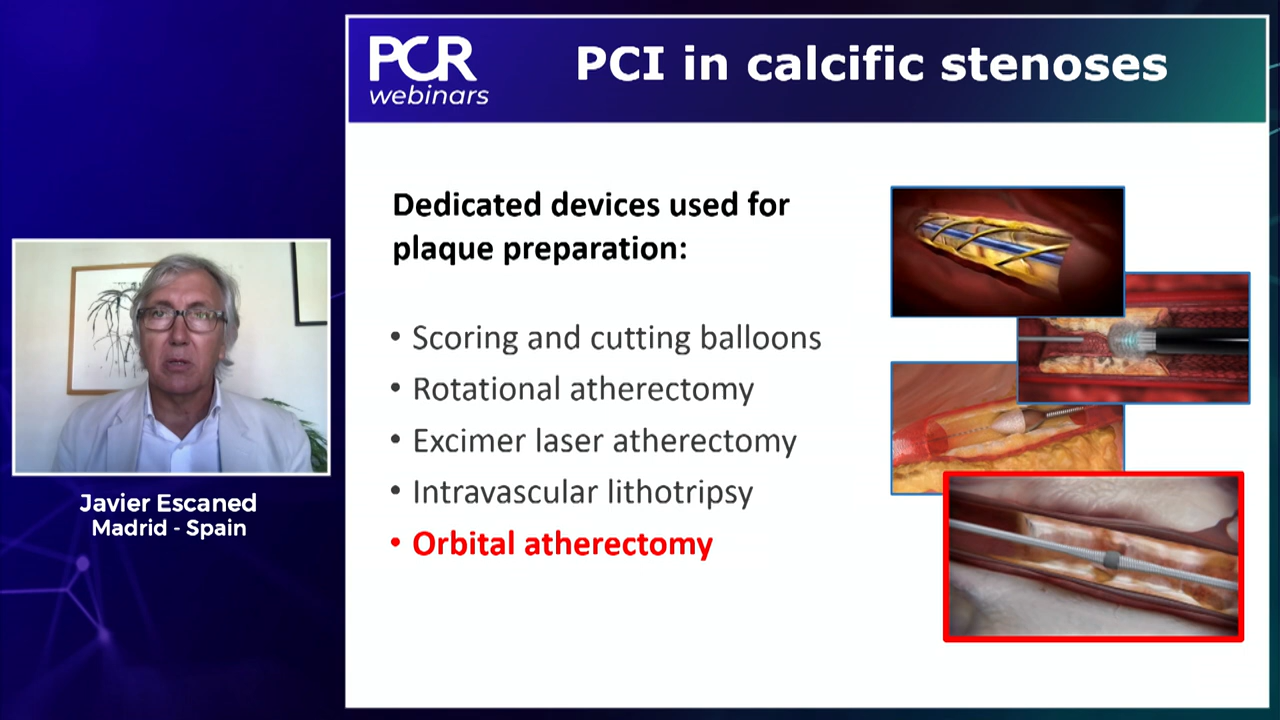 PCR
webinars
PCI in calcific stenoses
Dedicated devices used for
plaque preparation:
• Scoring and cutting balloons
• Rotational atherectomy
• Excimer laser atherectomy
• Intravascular lithotripsy
• Orbital atherectomy
Javier Escaned
Madrid - Spain